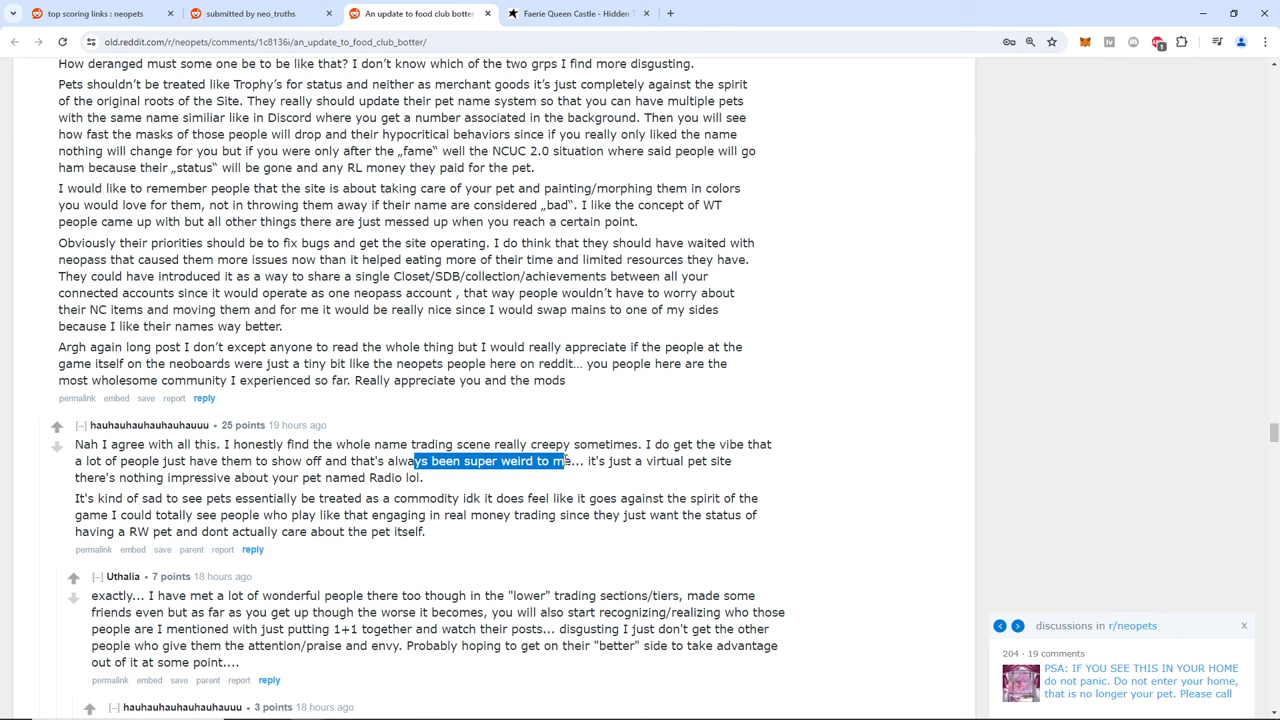 top scoring links : neopets
submitted by neo_truths
An update to food club botter
Faerie Queen Castle - Hidden T
old.reddit.com/r/neopets/comments/1c8136i/an_update_to_food_club_botter/
How deranged must some one be to be like that? I don't know which of the two grps I find more disgusting.
Pets shouldn't be treated like Trophy's for status and neither as merchant goods it's just completely against the spirit
of the original roots of the Site. They really should update their pet name system so that you can have multiple pets
with the same name similiar like in Discord where you get a number associated in the background. Then you will see
how fast the masks of those people will drop and their hypocritical behaviors since if you really only liked the name
nothing will change for you but if you were only after the „fame“ well the NCUC 2.0 situation where said people will go
ham because their „status“ will be gone and any RL money they paid for the pet.
I would like to remember people that the site is about taking care of your pet and painting/morphing them in colors
you would love for them, not in throwing them away if their name are considered „bad“. I like the concept of WT
people came up with but all other things there are just messed up when you reach a certain point.
Obviously their priorities should be to fix bugs and get the site operating. I do think that they should have waited with
neopass that caused them more issues now than it helped eating more of their time and limited resources they have.
They could have introduced it as a way to share a single Closet/SDB/collection/achievements between all your
connected accounts since it would operate as one neopass account , that way people wouldn't have to worry about
their NC items and moving them and for me it would be really nice since I would swap mains to one of my sides
because I like their names way better.
Argh again long post I don't except anyone to read the whole thing but I would really appreciate if the people at the
game itself on the neoboards were just a tiny bit like the neopets people here on reddit... you people here are the
most wholesome community I experienced so far. Really appreciate you and the mods
permalink embed save report reply
[–] hauhauhauhauhauhauuu • 25 points 19 hours ago
Nah I agree with all this. I honestly find the whole name trading scene really creepy sometimes. I do get the vibe that
a lot of people just have them to show off and that's always been super weird to me... it's just a virtual pet site
there's nothing impressive about your pet named Radio lol.
It's kind of sad to see pets essentially be treated as a commodity idk it does feel like it goes against the spirit of the
game I could totally see people who play like that engaging in real money trading since they just want the status of
having a RW pet and dont actually care about the pet itself.
permalink embed save parent report reply
[–] Uthalia • 7 points 18 hours ago
exactly... I have met a lot of wonderful people there too though in the "lower" trading sections/tiers, made some
friends even but as far as you get up though the worse it becomes, you will also start recognizing/realizing who those
people are I mentioned with just putting 1+1 together and watch their posts... disgusting I just don't get the other
people who give them the attention/praise and envy. Probably hoping to get on their "better" side to take advantage
out of it at some point....
permalink embed save parent report reply
[–] hauhauhauhauhauhauuu • 3 points 18 hours ago
discussions in r/neopets X
204 · 19 comments
PSA: IF YOU SEE THIS IN YOUR HOME
do not panic. Do not enter your home,
that is no longer your pet. Please call